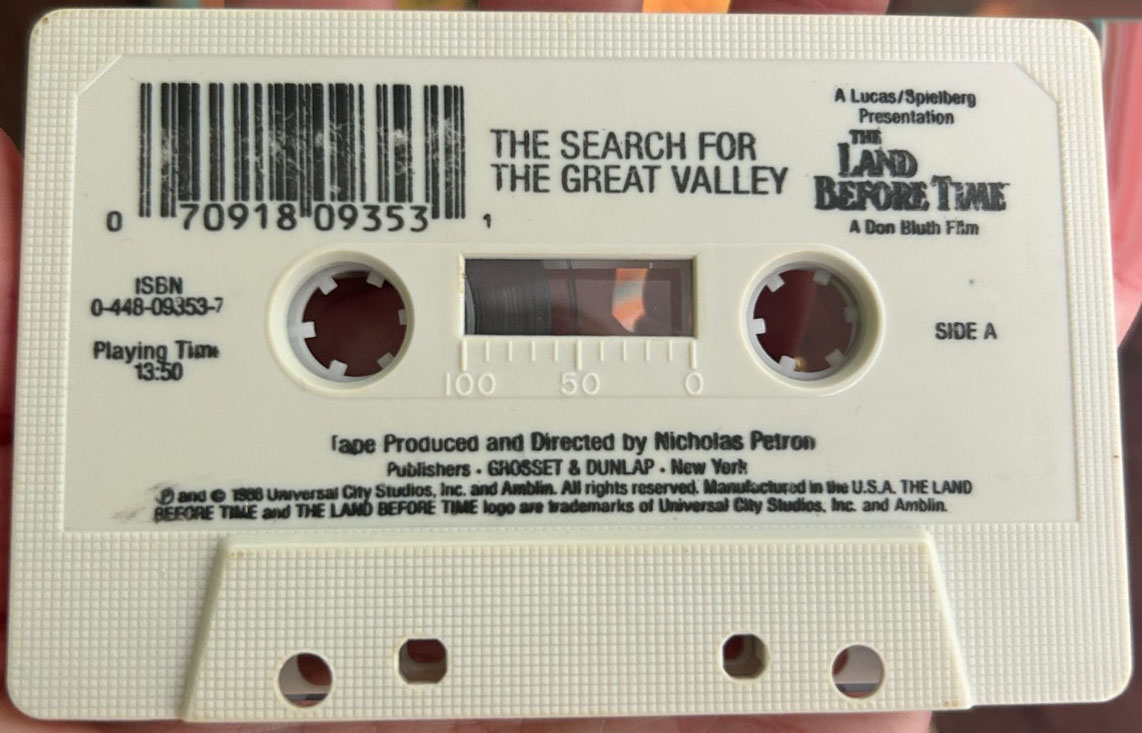 0 70918 09353 1
THE SEARCH FOR
THE GREAT VALLEY
A Lucas/Spielberg
Presentation
THE
LAND
BEFORE TIME
A Don Bluth Film
ISBN
0-448-09353-7
Playing Time
13:50
100 50 0
SIDE A
Tape Produced and Directed by Nicholas Petron
Publishers · GROSSET & DUNLAP · New York
℗ and © 1988 Universal City Studios, Inc. and Amblin. All rights reserved. Manufactured in the U.S.A. THE LAND
BEFORE TIME and THE LAND BEFORE TIME logo are trademarks of Universal City Studios, Inc. and Amblin.